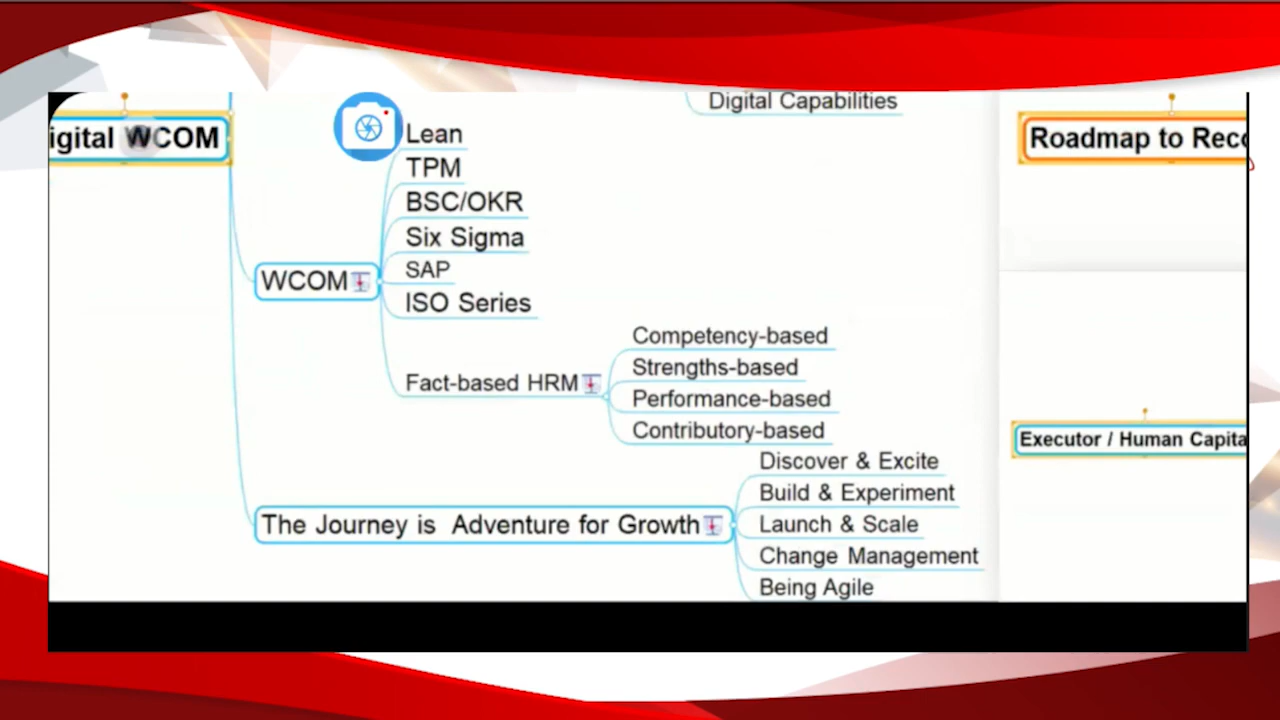 Digital Capabilities
igital WCOM
Lean
TPM
BSC/OKR
Six Sigma
SAP
ISO Series
WCOM
Fact-based HRM
Competency-based
Strengths-based
Performance-based
Contributory-based
The Journey is Adventure for Growth
Discover & Excite
Build & Experiment
Launch & Scale
Change Management
Being Agile
Roadmap to Reco
Executor / Human Capita